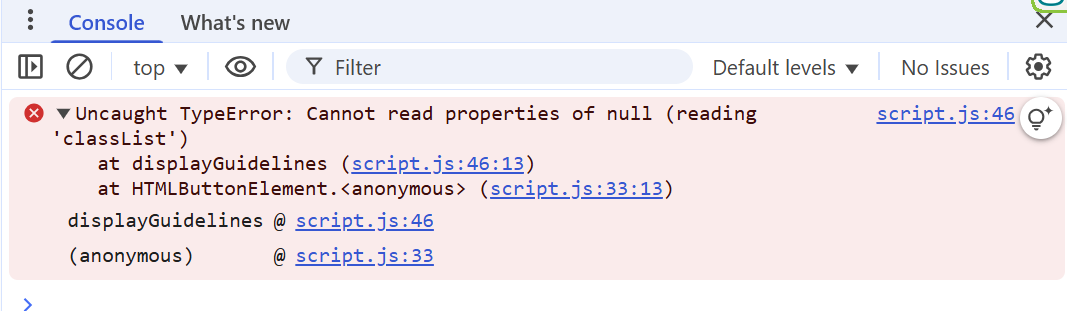 Console What's new
top ▼ Filter Default levels ▼ No Issues
▼Uncaught TypeError: Cannot read properties of null (reading script.js:46
'classList')
at displayGuidelines (script.js:46:13)
at HTMLButtonElement.<anonymous> (script.js:33:13)
displayGuidelines @ script.js:46
(anonymous) @ script.js:33
>